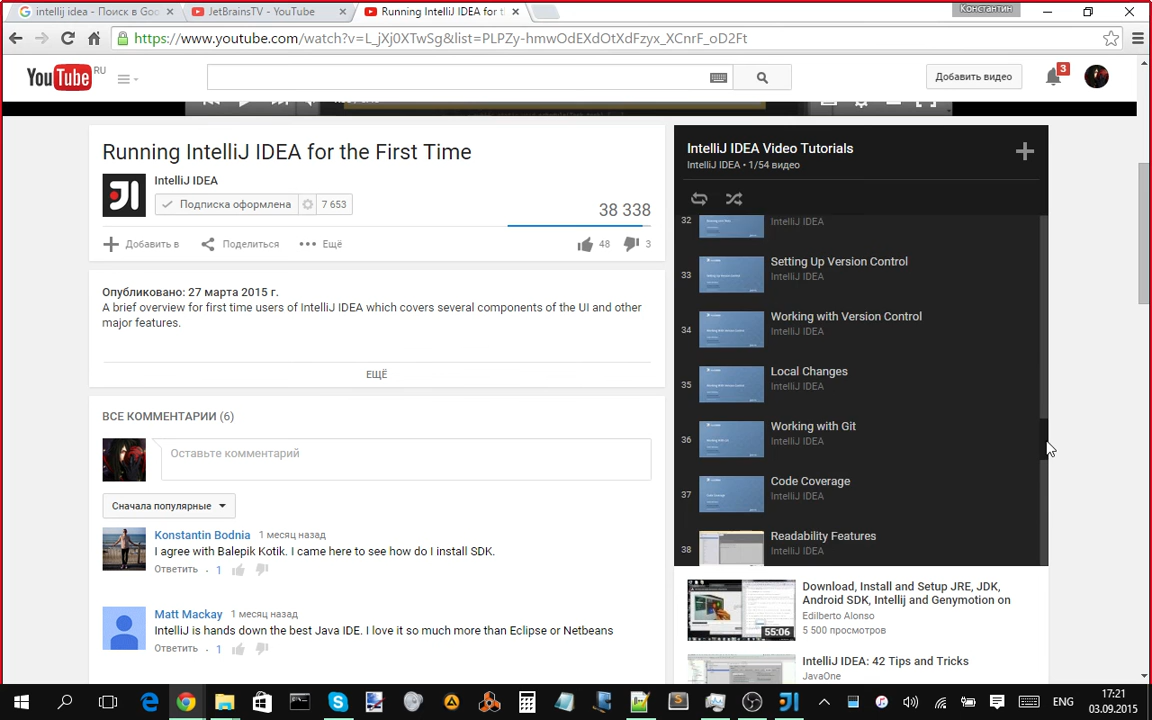 intellij idea - Поиск в Goo
JetBrainsTV - YouTube
Running IntelliJ IDEA for t
Константин
https://www.youtube.com/watch?v=L_jXj0XTwSg&list=PLPZy-hmwOdEXdOtXdFzyx_XCnrF_oD2Ft
YouTube RU
Добавить видео
3
Running IntelliJ IDEA for the First Time
IntelliJ IDEA
Подписка оформлена
7 653
38 338
Добавить в
Поделиться
Ещё
48
3
Опубликовано: 27 марта 2015 г.
A brief overview for first time users of IntelliJ IDEA which covers several components of the UI and other
major features.
ЕЩЁ
ВСЕ КОММЕНТАРИИ (6)
Оставьте комментарий
Сначала популярные
Konstantin Bodnia 1 месяц назад
I agree with Balepik Kotik. I came here to see how do I install SDK.
Ответить · 1
Matt Mackay 1 месяц назад
IntelliJ is hands down the best Java IDE. I love it so much more than Eclipse or Netbeans
Ответить · 1
IntelliJ IDEA Video Tutorials
IntelliJ IDEA • 1/54 видео
32
IntelliJ IDEA
33
Setting Up Version Control
IntelliJ IDEA
34
Working with Version Control
IntelliJ IDEA
35
Local Changes
IntelliJ IDEA
36
Working with Git
IntelliJ IDEA
37
Code Coverage
IntelliJ IDEA
38
Readability Features
IntelliJ IDEA
55:06
Download, Install and Setup JRE, JDK,
Android SDK, Intellij and Genymotion on
Edilberto Alonso
5 500 просмотров
IntelliJ IDEA: 42 Tips and Tricks
JavaOne
ENG
17:21
03.09.2015